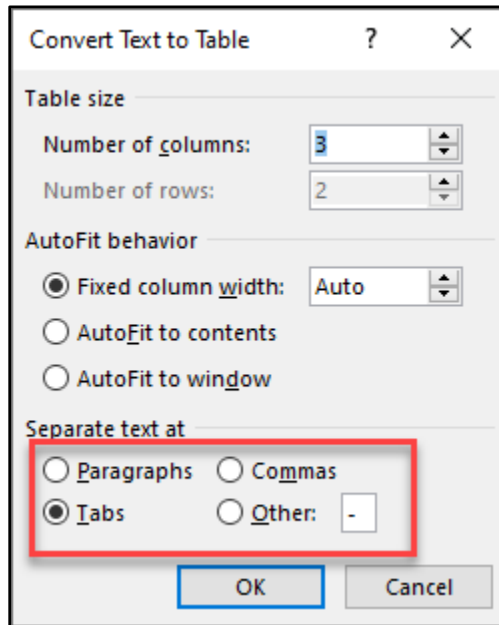 Convert Text to Table ?
Table size
Number of columns: 3
Number of rows: 2
AutoFit behavior
Fixed column width: Auto
AutoFit to contents
AutoFit to window
Separate text at
Paragraphs Commas
Tabs Other: -
OK Cancel